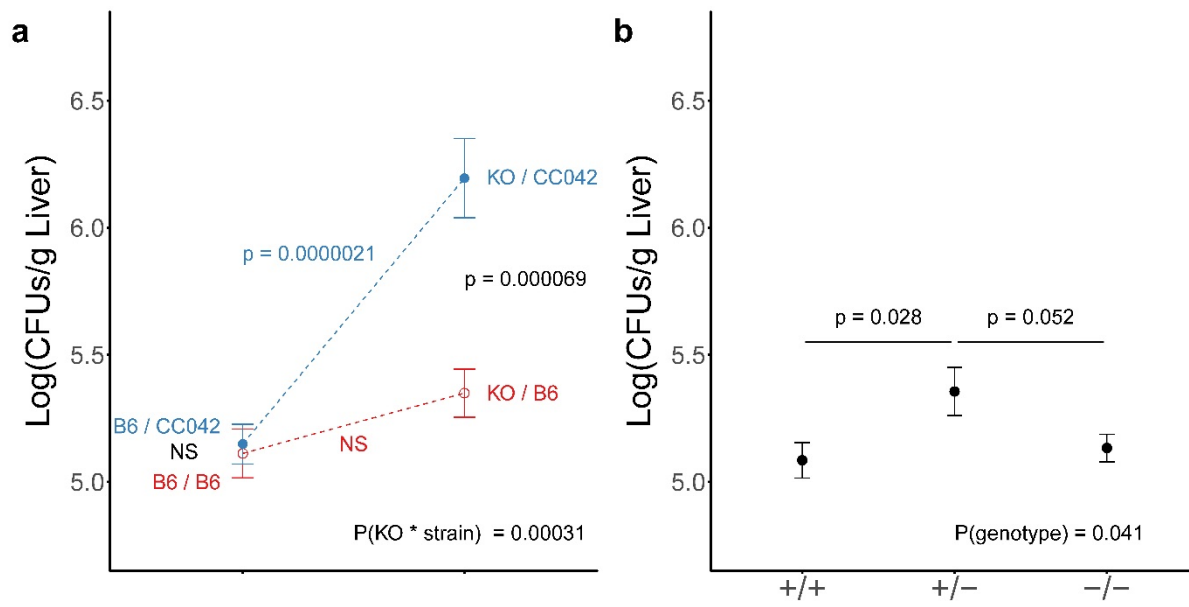 a
Log(CFUs/g Liver)
6.5
6.0
5.5
5.0
KO / CC042
p = 0.0000021
p = 0.000069
KO / B6
B6 / CC042
NS
NS
B6 / B6
P(KO * strain) = 0.00031
b
Log(CFUs/g Liver)
6.5
6.0
5.5
5.0
p = 0.028
p = 0.052
P(genotype) = 0.041
+/+
+/−
−/−